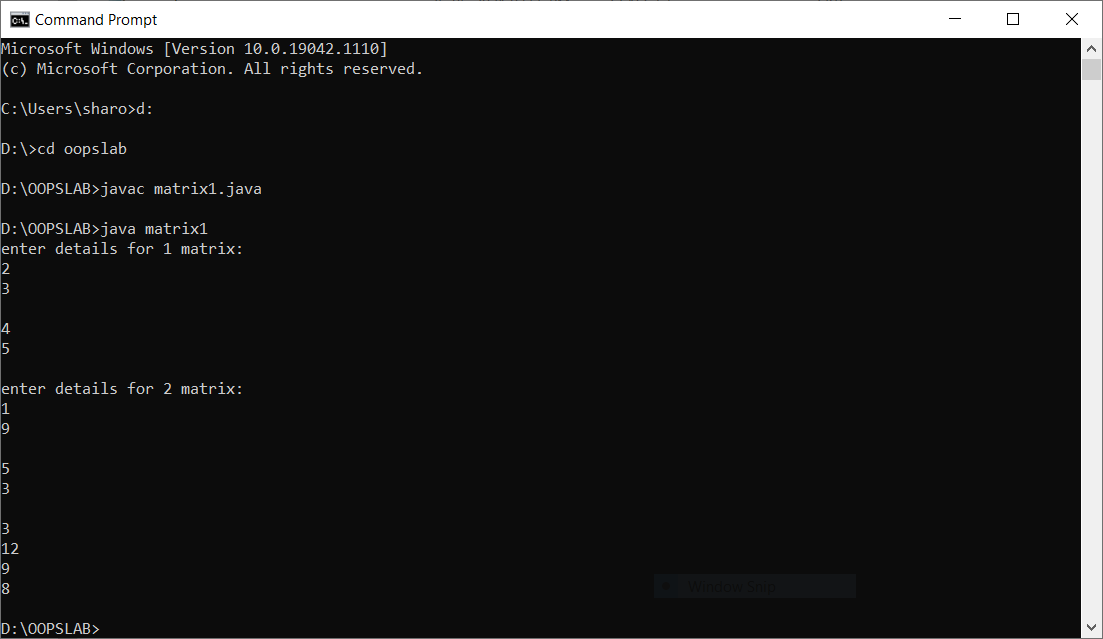 Command Prompt
Microsoft Windows [Version 10.0.19042.1110]
(c) Microsoft Corporation. All rights reserved.
C:\Users\sharo>d:
D:\>cd oopslab
D:\OOPSLAB>javac matrix1.java
D:\OOPSLAB>java matrix1
enter details for 1 matrix:
2
3
4
5
enter details for 2 matrix:
1
9
5
3
3
12
9
8
Window Snip
D:\OOPSLAB>